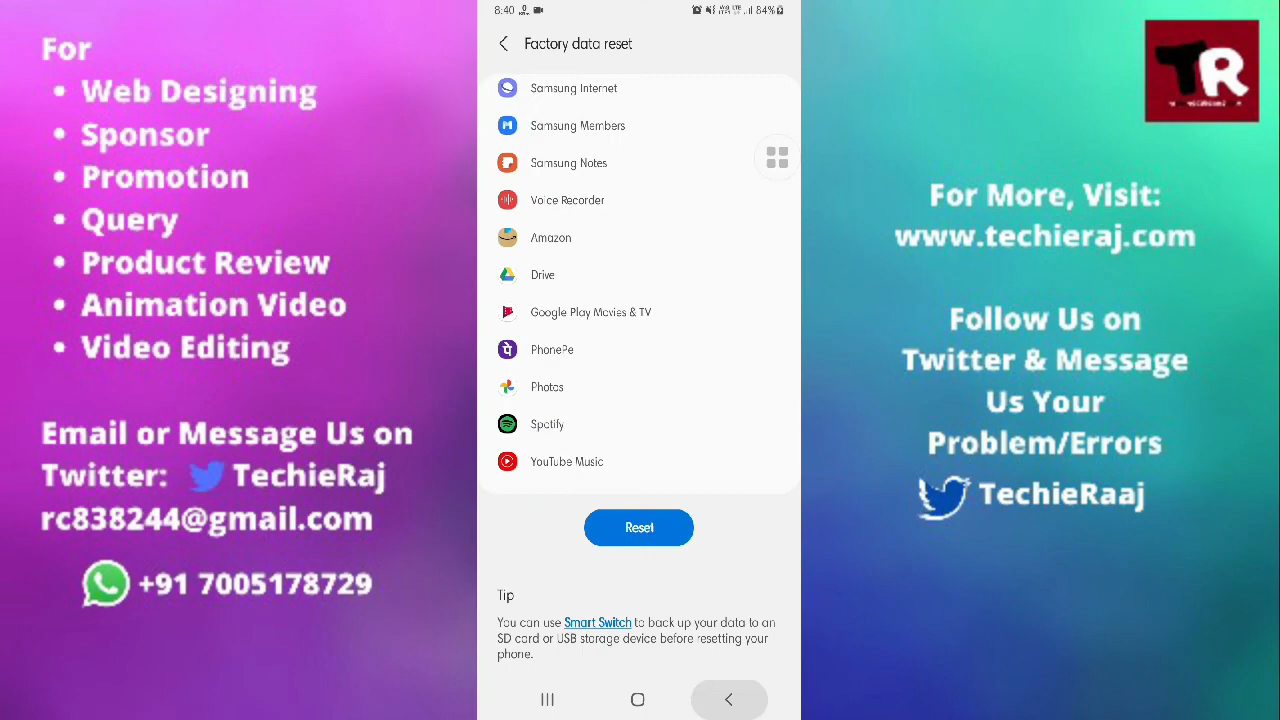 For
• Web Designing
• Sponsor
• Promotion
• Query
• Product Review
• Animation Video
• Video Editing
Email or Message Us on
Twitter: TechieRaj
rc838244@gmail.com
+91 7005178729
8:40
84%
Factory data reset
Samsung Internet
Samsung Members
Samsung Notes
Voice Recorder
Amazon
Drive
Google Play Movies & TV
PhonePe
Photos
Spotify
YouTube Music
Reset
Tip
You can use Smart Switch to back up your data to an
SD card or USB storage device before resetting your
phone.
TR
For More, Visit:
www.techieraj.com
Follow Us on
Twitter & Message
Us Your
Problem/Errors
TechieRaaj